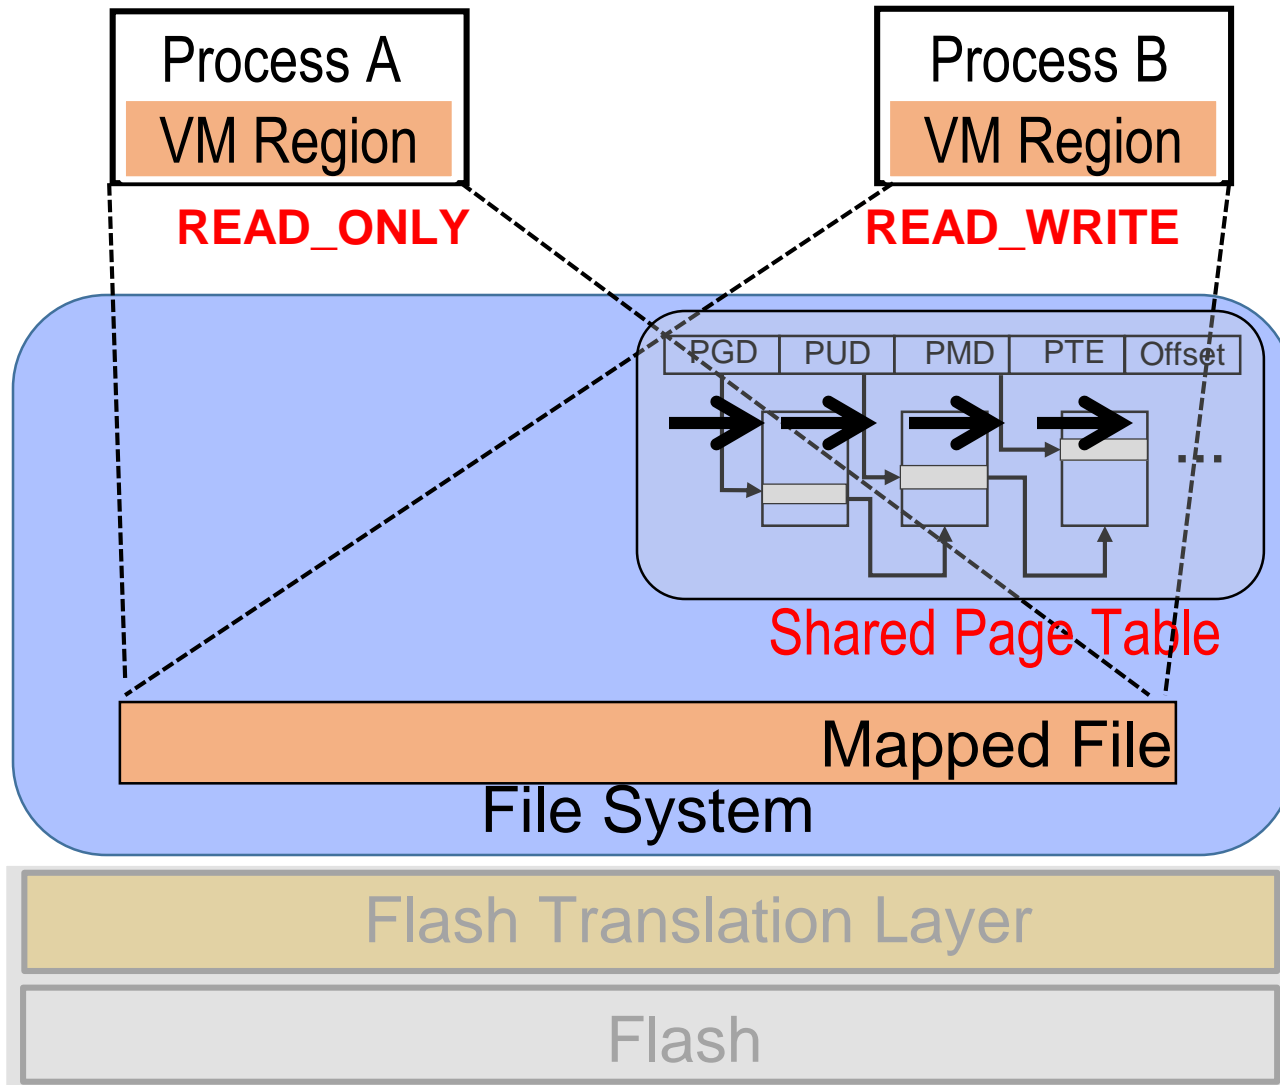 Process A
VM Region
READ_ONLY
Process B
VM Region
READ_WRITE
PGD PUD PMD PTE Offset
...
Shared Page Table
Mapped File
File System
Flash Translation Layer
Flash